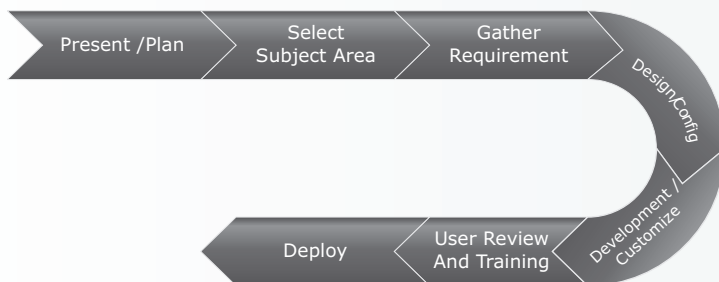 Present /Plan
Select
Subject Area
Gather
Requirement
Design/Config
Development /
Customize
User Review
And Training
Deploy